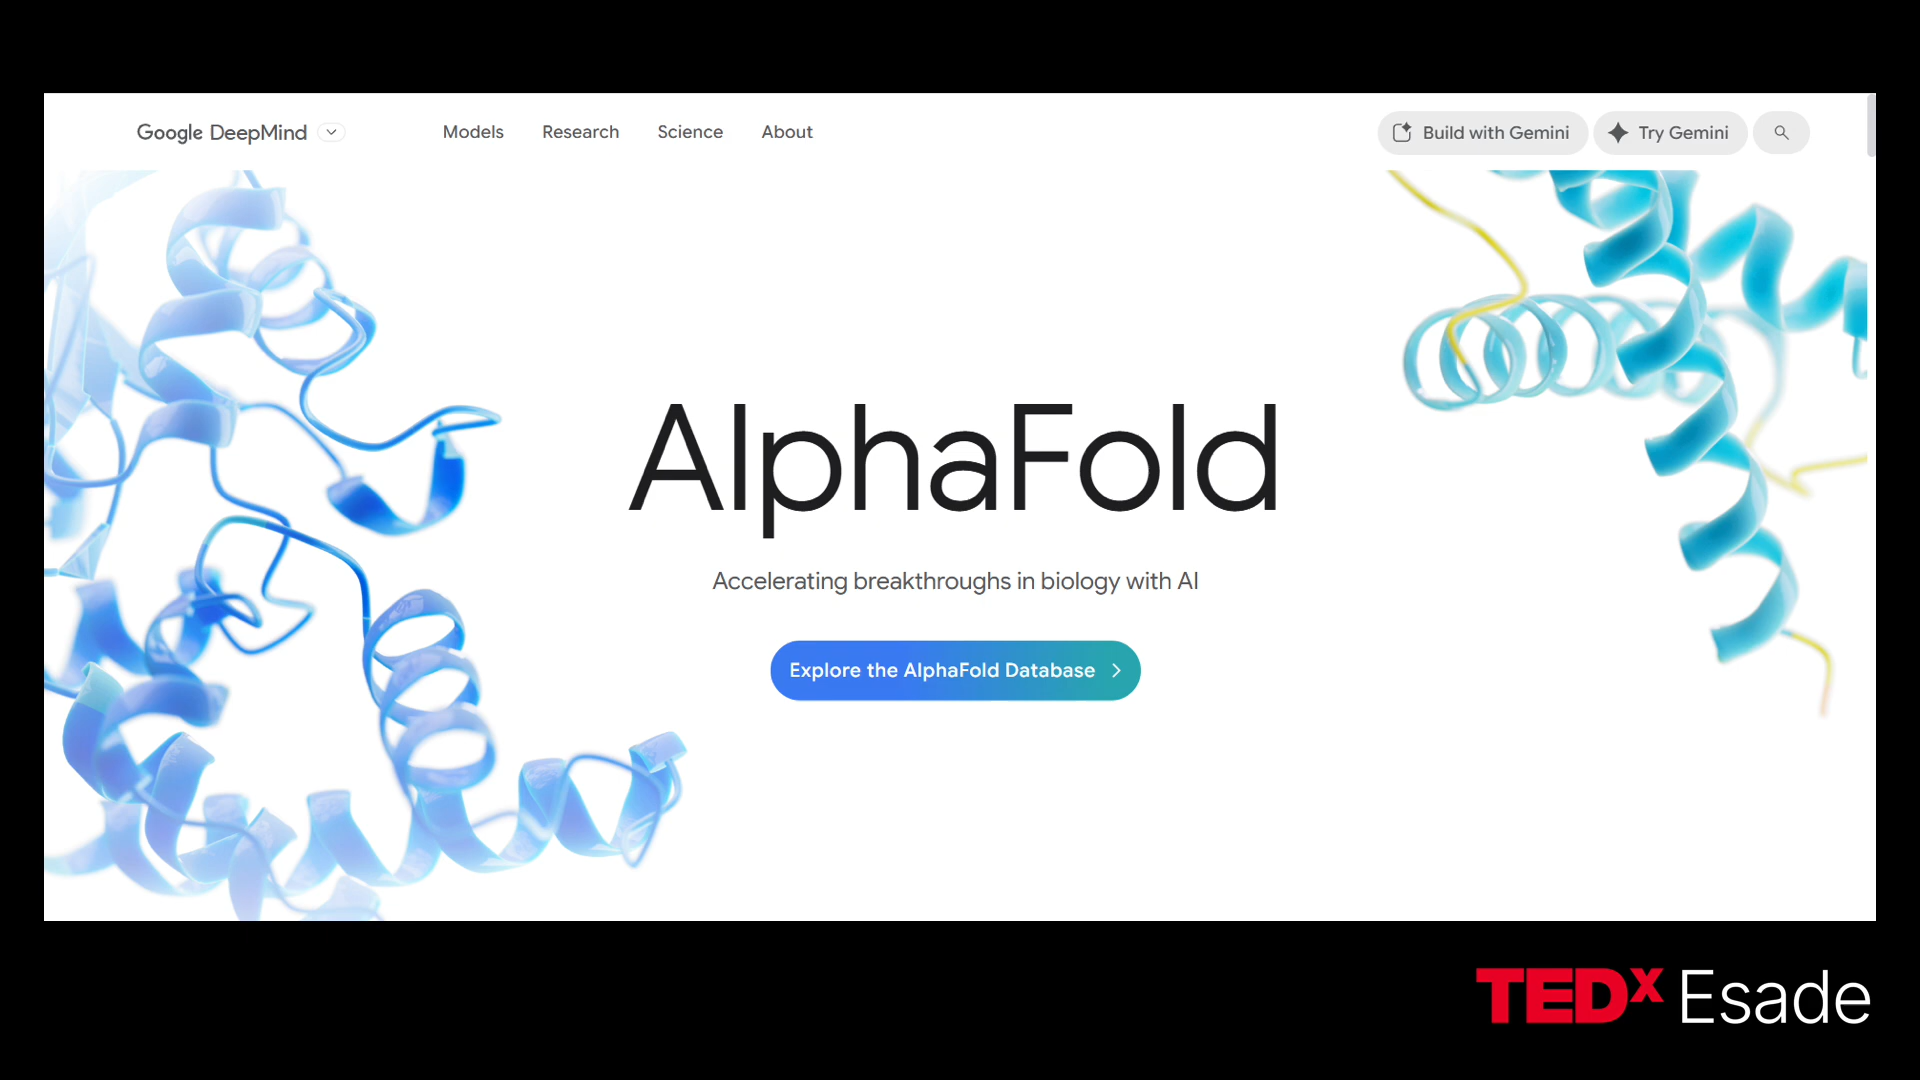 Google DeepMind
Models
Research
Science
About
Build with Gemini
Try Gemini
AlphaFold
Accelerating breakthroughs in biology with AI
Explore the AlphaFold Database
TEDx Esade